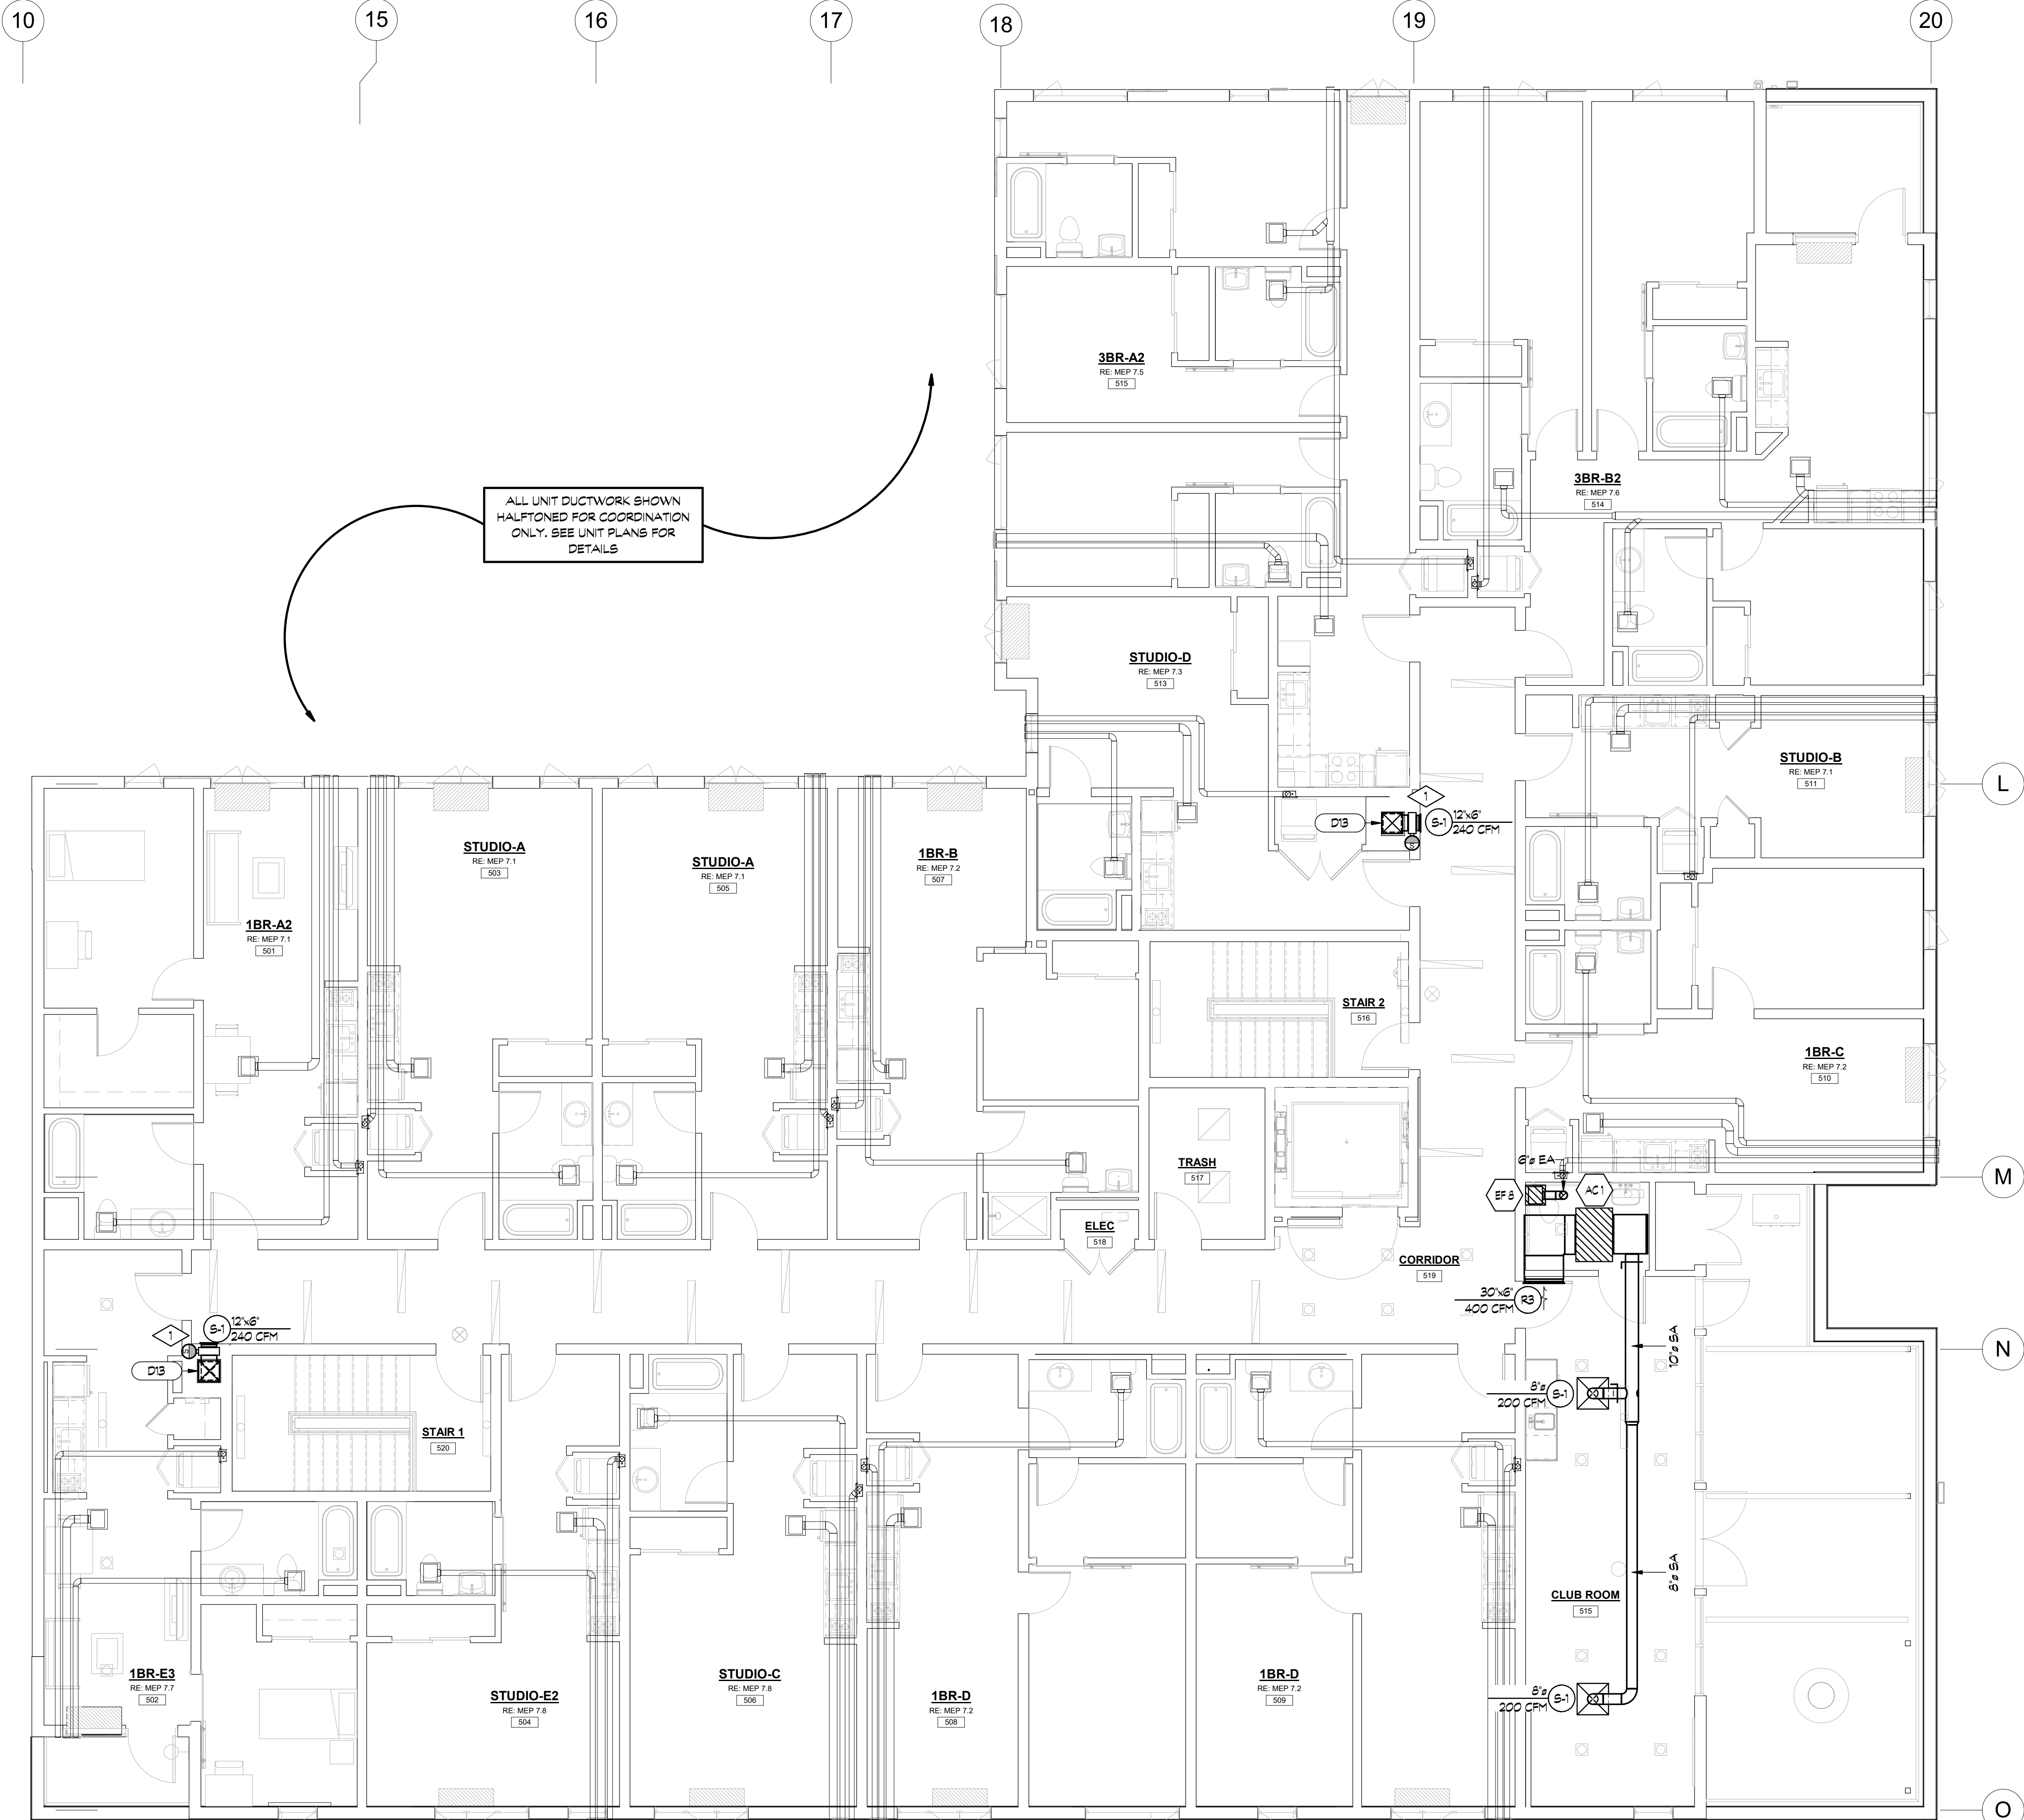 10
15
16
17
18
19
20
3BR-A2
RE: MEP 7.5
515
3BR-B2
RE: MEP 7.6
514
ALL UNIT DUCTWORK SHOWN
HALFTONED FOR COORDINATION
ONLY. SEE UNIT PLANS FOR
DETAILS
STUDIO-D
RE: MEP 7.3
513
STUDIO-B
RE: MEP 7.1
511
L
1
D13
S-1
12"x6"
240 CFM
S
STUDIO-A
RE: MEP 7.1
503
STUDIO-A
RE: MEP 7.1
505
1BR-B
RE: MEP 7.2
507
1BR-A2
RE: MEP 7.1
501
STAIR 2
516
1BR-C
RE: MEP 7.2
510
TRASH
517
6"ø EA
EF 8
AC 1
M
ELEC
518
CORRIDOR
519
30"x6"
400 CFM
R3
1
S-1
12"x6"
240 CFM
S
D13
N
10"ø SA
8"ø
200 CFM
S-1
STAIR 1
520
8"ø SA
CLUB ROOM
515
1BR-E3
RE: MEP 7.7
502
STUDIO-E2
RE: MEP 7.8
504
STUDIO-C
RE: MEP 7.8
506
1BR-D
RE: MEP 7.2
508
1BR-D
RE: MEP 7.2
509
8"ø
200 CFM
S-1
O